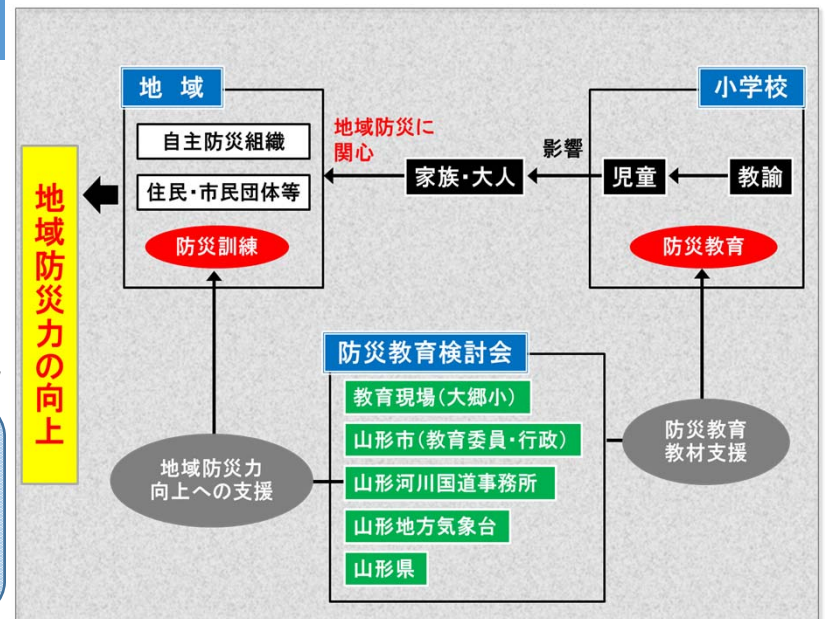 地域
自主防災組織
住民・市民団体等
防災訓練
地域防災力の向上
地域防災に
関心
家族・大人
影響
小学校
児童
教諭
防災教育
防災教育検討会
教育現場（大郷小）
山形市（教育委員・行政）
山形河川国道事務所
山形地方気象台
山形県
地域防災力
向上への支援
防災教育
教材支援